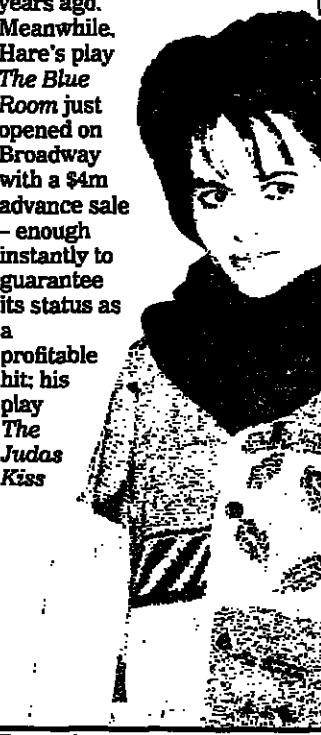 years ago.
Meanwhile,
Hare's play
The Blue
Room just
opened on
Broadway
with a $4m
advance sale
– enough
instantly to
guarantee
its status as
a
profitable
hit; his
play
The
Judas
Kiss